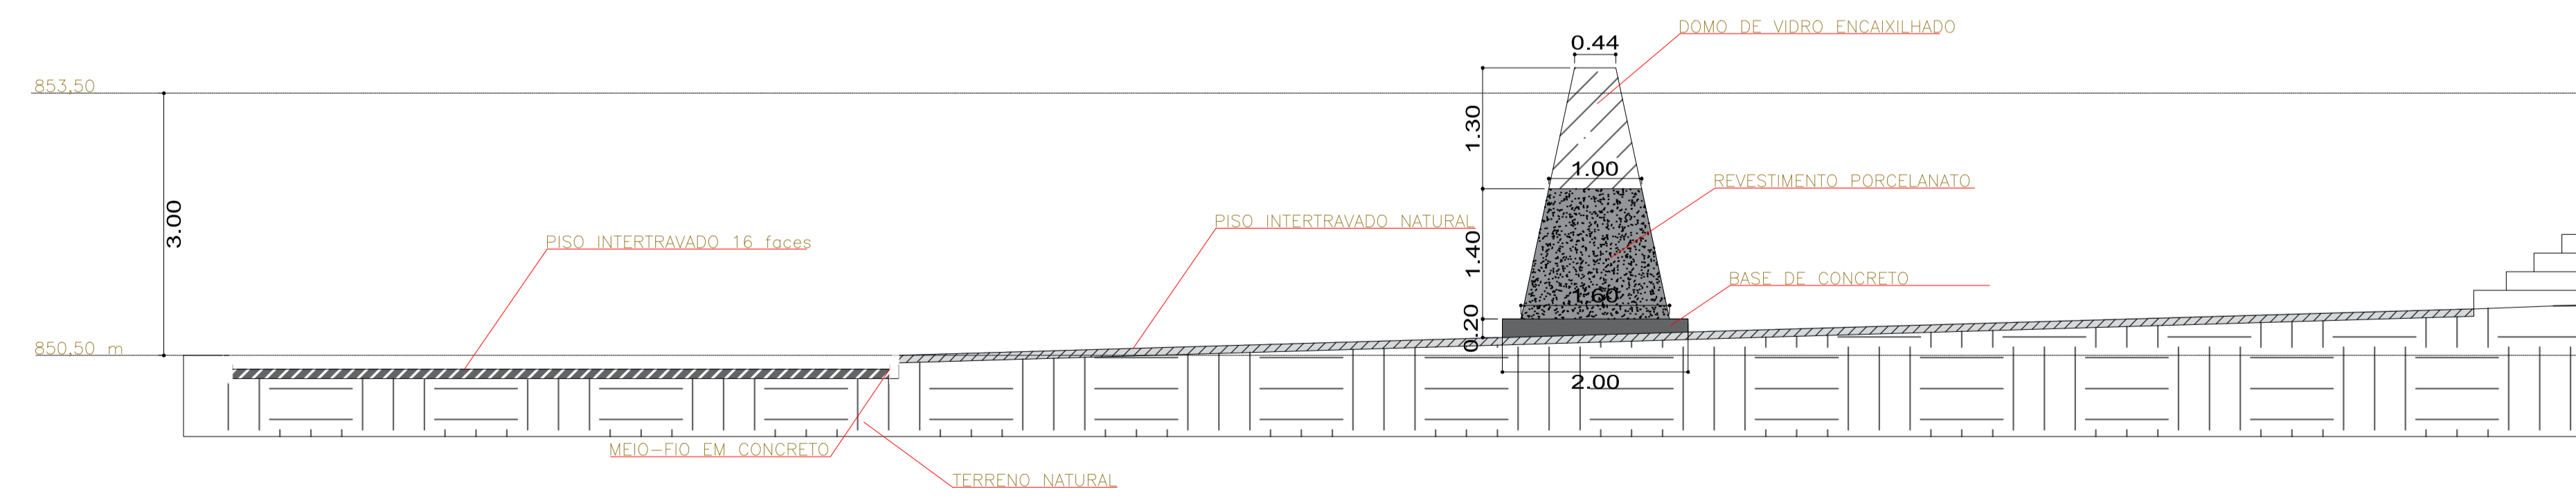 DOMO DE VIDRO ENCAIXILHADO
0.44
853,50
1.30
1.00
REVESTIMENTO PORCELANATO
3.00
PISO INTERTRAVADO NATURAL
PISO INTERTRAVADO 16 faces
1.40
BASE DE CONCRETO
1.60
0.20
850,50 m
2.00
MEIO-FIO EM CONCRETO
TERRENO NATURAL